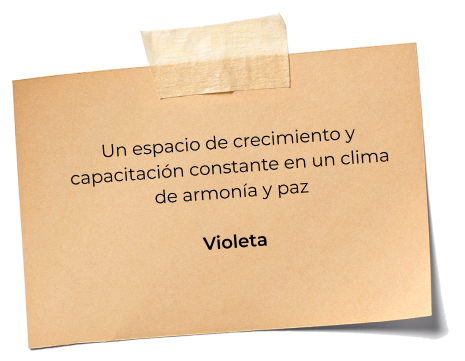 Un espacio de crecimiento y
capacitación constante en un clima
de armonía y paz
Violeta